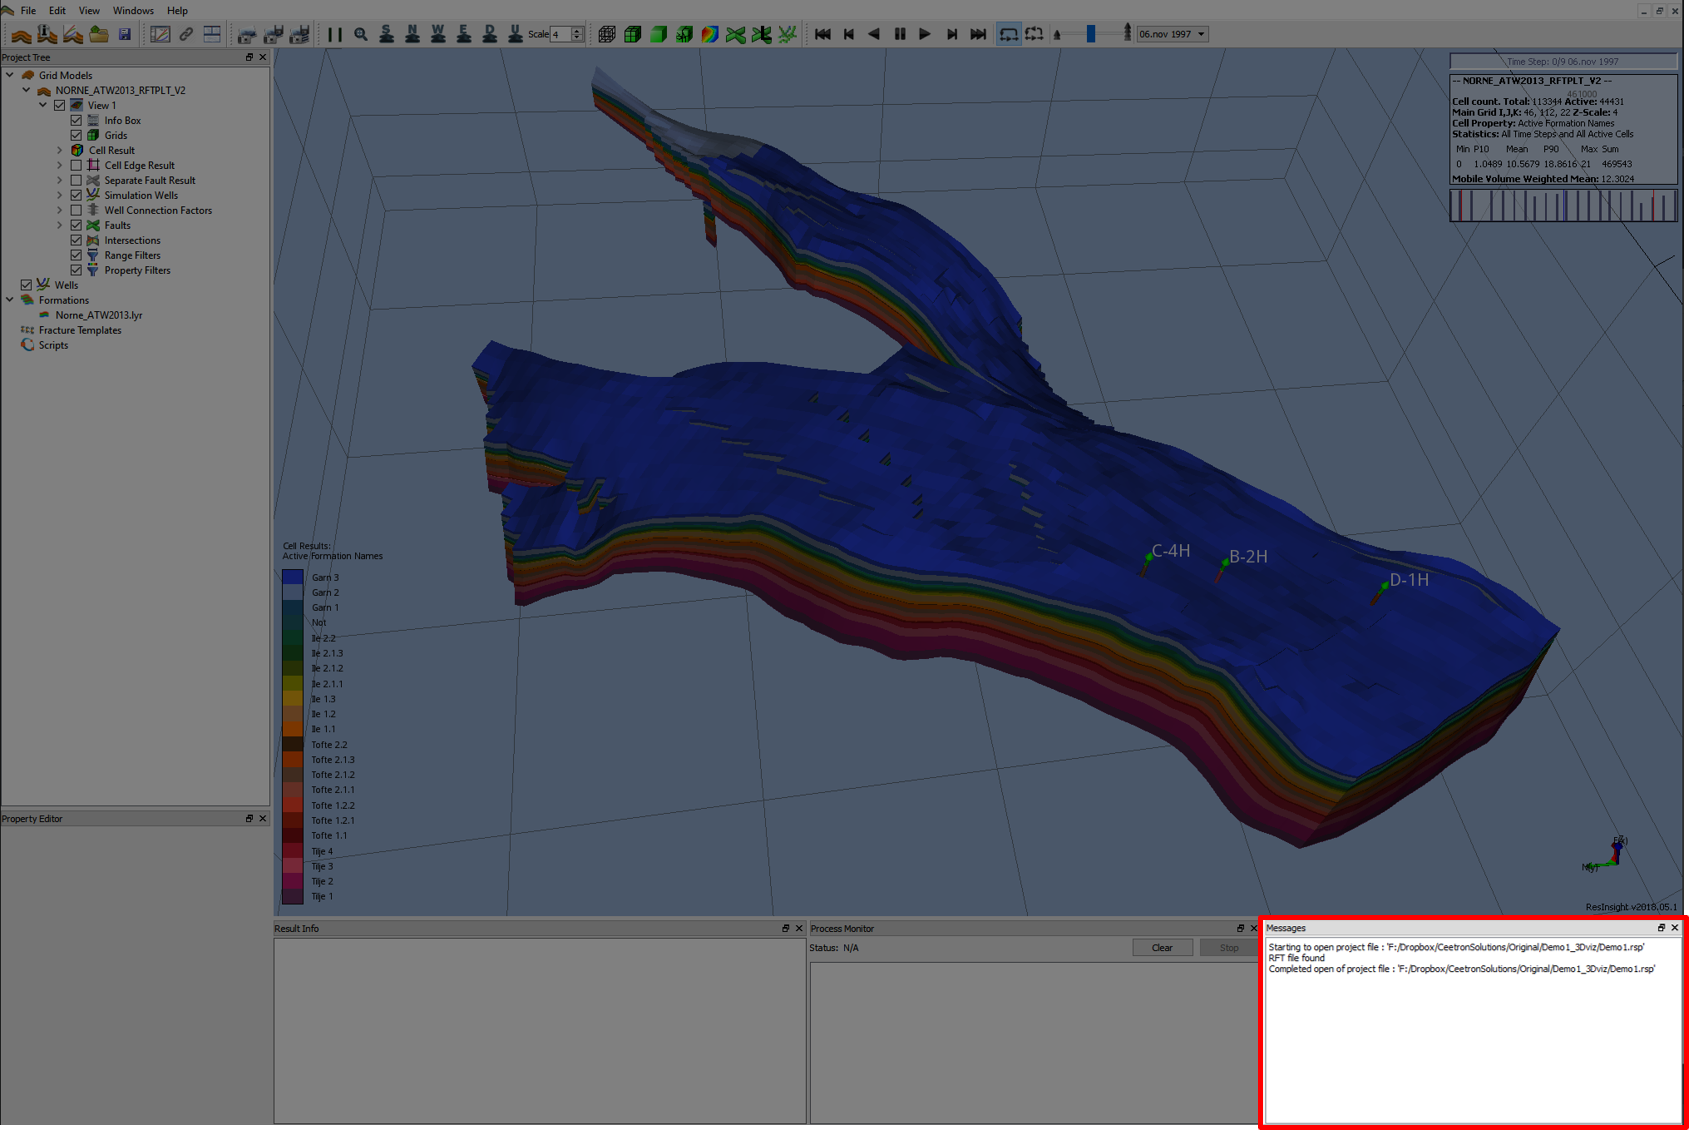 File Edit View Windows Help
S N W E D U Scale 4 06.nov 1997
Project Tree
Grid Models
NORNE_ATW2013_RFTPLT_V2
View 1
Info Box
Grids
Cell Result
Cell Edge Result
Separate Fault Result
Simulation Wells
Well Connection Factors
Faults
Intersections
Range Filters
Property Filters
Wells
Formations
Norne_ATW2013.lyr
Fracture Templates
Scripts
Property Editor
Time Step: 0/9 06.nov 1997
-- NORNE_ATW2013_RFTPLT_V2 --
461000
Cell count. Total: 113344 Active: 44431
Main Grid I,J,K: 46, 112, 22 Z-Scale: 4
Cell Property: Active Formation Names
Statistics: All Time Steps and All Active Cells
Min P10 Mean P90 Max Sum
0 1.0489 10.5679 18.8616 21 469543
Mobile Volume Weighted Mean: 12.3024
C-4H
B-2H
D-1H
Cell Results:
Active Formation Names
Garn 3
Garn 2
Garn 1
Not
Ile 2.2
Ile 2.1.3
Ile 2.1.2
Ile 2.1.1
Ile 1.3
Ile 1.2
Ile 1.1
Tofte 2.2
Tofte 2.1.3
Tofte 2.1.2
Tofte 2.1.1
Tofte 1.2.2
Tofte 1.2.1
Tofte 1.1
Tilje 4
Tilje 3
Tilje 2
Tilje 1
ResInsight v2018.05.1
Result Info
Process Monitor
Status: N/A Clear Stop
Messages
Starting to open project file : 'F:/Dropbox/CeetronSolutions/Original/Demo1_3Dviz/Demo1.rsp'
RFT file found
Completed open of project file : 'F:/Dropbox/CeetronSolutions/Original/Demo1_3Dviz/Demo1.rsp'